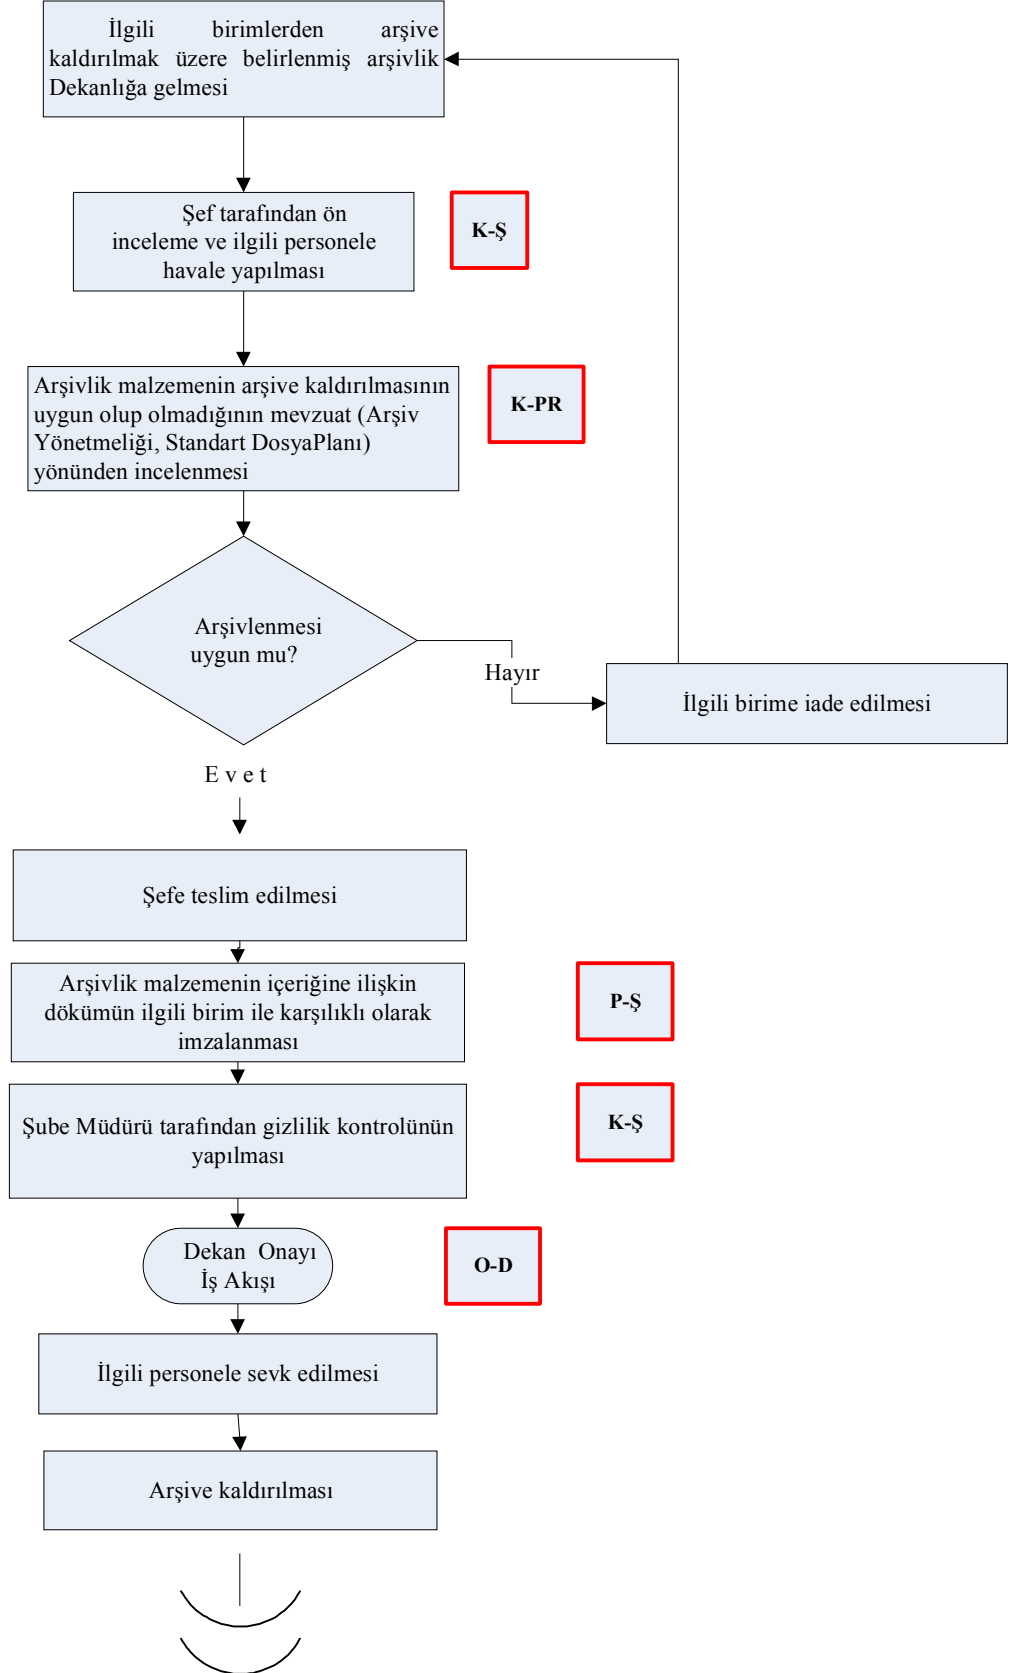 İlgili birimlerden arşive
kaldırılmak üzere belirlenmiş arşivlik
Dekanlığa gelmesi
Şef tarafından ön
inceleme ve ilgili personele
havale yapılması
K-Ş
Arşivlik malzemenin arşive kaldırılmasının
uygun olup olmadığının mevzuat (Arşiv
Yönetmeliği, Standart DosyaPlanı)
yönünden incelenmesi
K-PR
Arşivlenmesi
uygun mu?
Hayır
İlgili birime iade edilmesi
E v e t
Şefe teslim edilmesi
Arşivlik malzemenin içeriğine ilişkin
dökümün ilgili birim ile karşılıklı olarak
imzalanması
P-Ş
Şube Müdürü tarafından gizlilik kontrolünün
yapılması
K-Ş
Dekan Onayı
İş Akışı
O-D
İlgili personele sevk edilmesi
Arşive kaldırılması